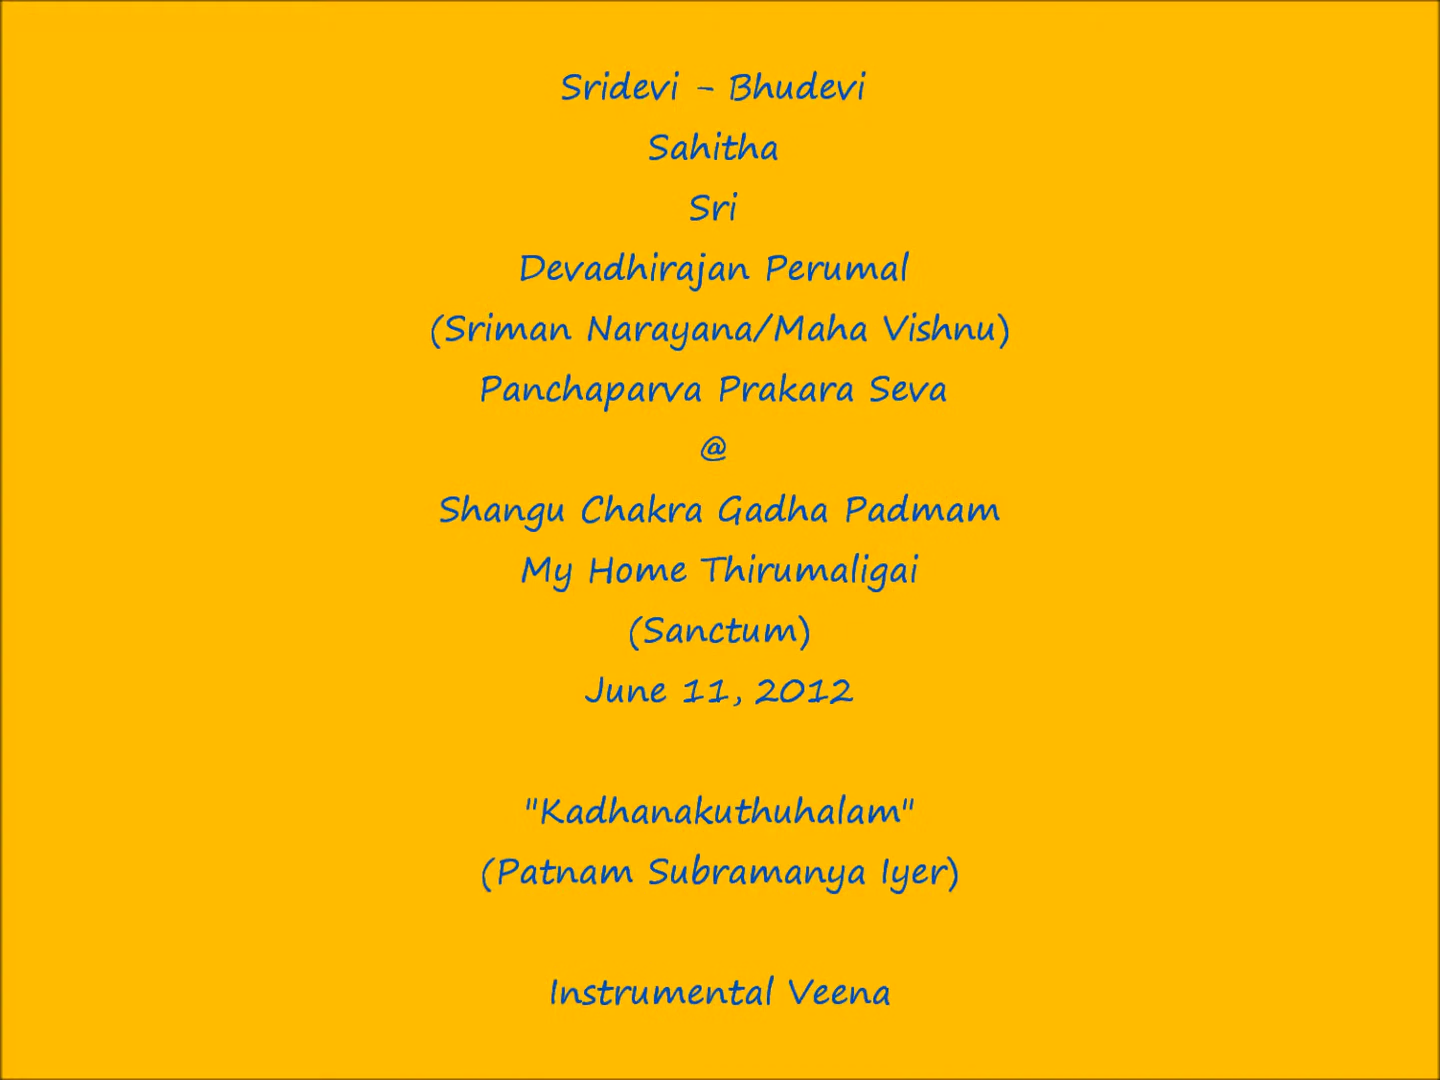 Sridevi - Bhudevi
Sahitha
Sri
Devadhirajan Perumal
(Sriman Narayana/Maha Vishnu)
Panchaparva Prakara Seva
@
Shangu Chakra Gadha Padmam
My Home Thirumaligai
(Sanctum)
June 11, 2012
"Kadhanakuthuhalam"
(Patnam Subramanya Iyer)
Instrumental Veena